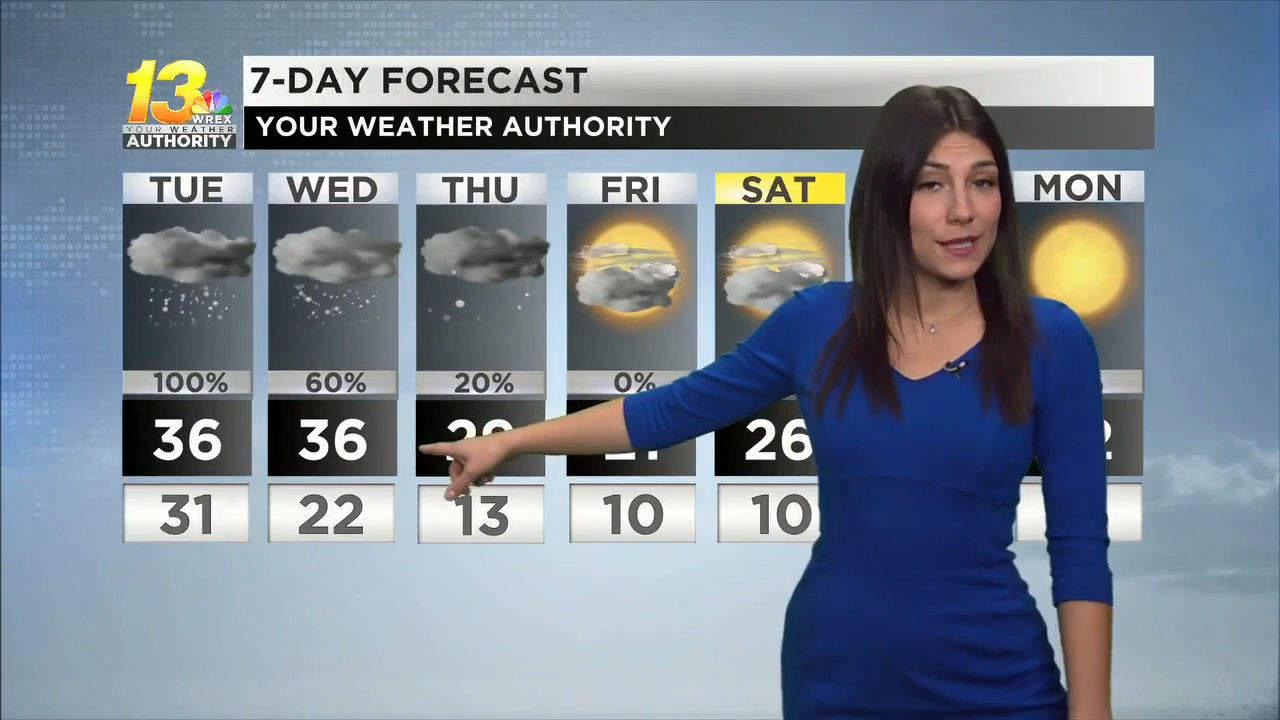 13
WREX
YOUR WEATHER
AUTHORITY
7-DAY FORECAST
YOUR WEATHER AUTHORITY
TUE WED THU FRI SAT MON
100% 60% 20% 0%
36 36 26
31 22 13 10 10